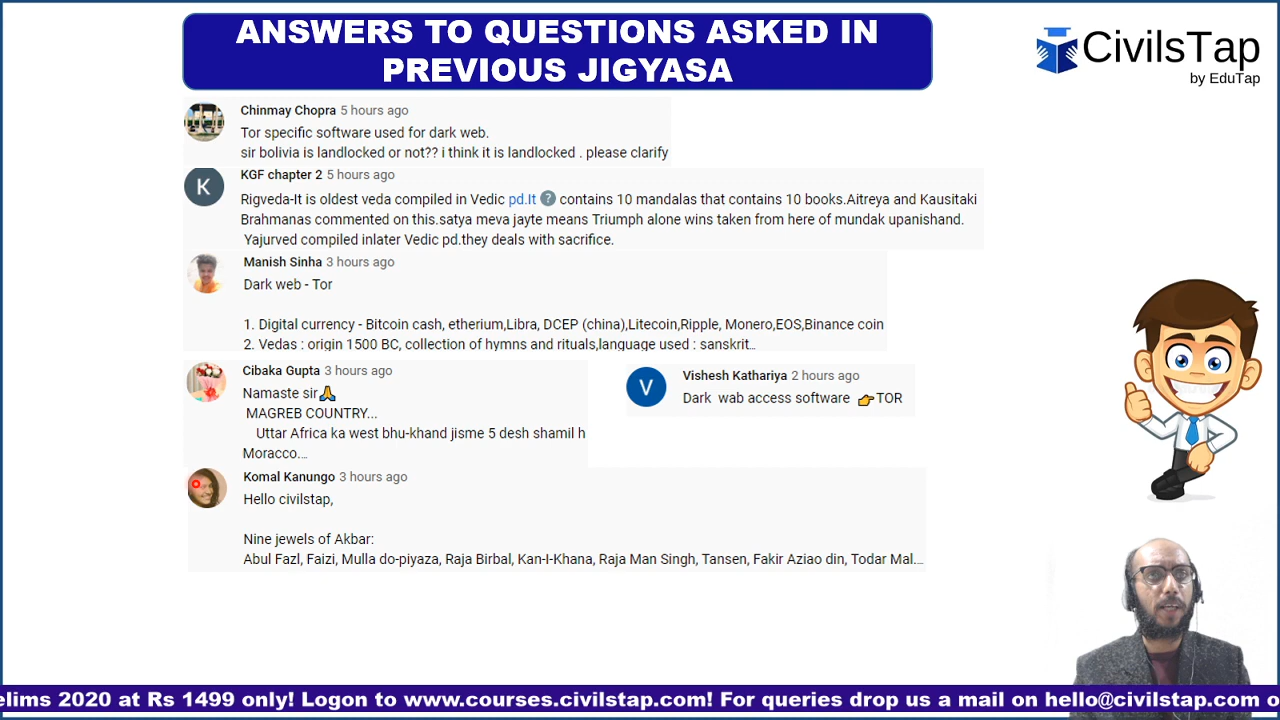 ANSWERS TO QUESTIONS ASKED IN
PREVIOUS JIGYASA
CivilsTap
by EduTap
Chinmay Chopra 5 hours ago
Tor specific software used for dark web.
sir bolivia is landlocked or not?? i think it is landlocked . please clarify
K
KGF chapter 2 5 hours ago
Rigveda-It is oldest veda compiled in Vedic pd.It ? contains 10 mandalas that contains 10 books.Aitreya and Kausitaki
Brahmanas commented on this.satya meva jayte means Triumph alone wins taken from here of mundak upanishand.
Yajurved compiled inlater Vedic pd.they deals with sacrifice.
Manish Sinha 3 hours ago
Dark web - Tor
1. Digital currency - Bitcoin cash, etherium,Libra, DCEP (china),Litecoin,Ripple, Monero,EOS,Binance coin
2. Vedas : origin 1500 BC, collection of hymns and rituals,language used : sanskrit...
Cibaka Gupta 3 hours ago
Namaste sir🙏
MAGREB COUNTRY...
Uttar Africa ka west bhu-khand jisme 5 desh shamil h
Moracco....
V
Vishesh Kathariya 2 hours ago
Dark wab access software 👉TOR
Komal Kanungo 3 hours ago
Hello civilstap,
Nine jewels of Akbar:
Abul Fazl, Faizi, Mulla do-piyaza, Raja Birbal, Kan-I-Khana, Raja Man Singh, Tansen, Fakir Aziao din, Todar Mal...
elims 2020 at Rs 1499 only! Logon to www.courses.civilstap.com! For queries drop us a mail on hello@civilstap.com o